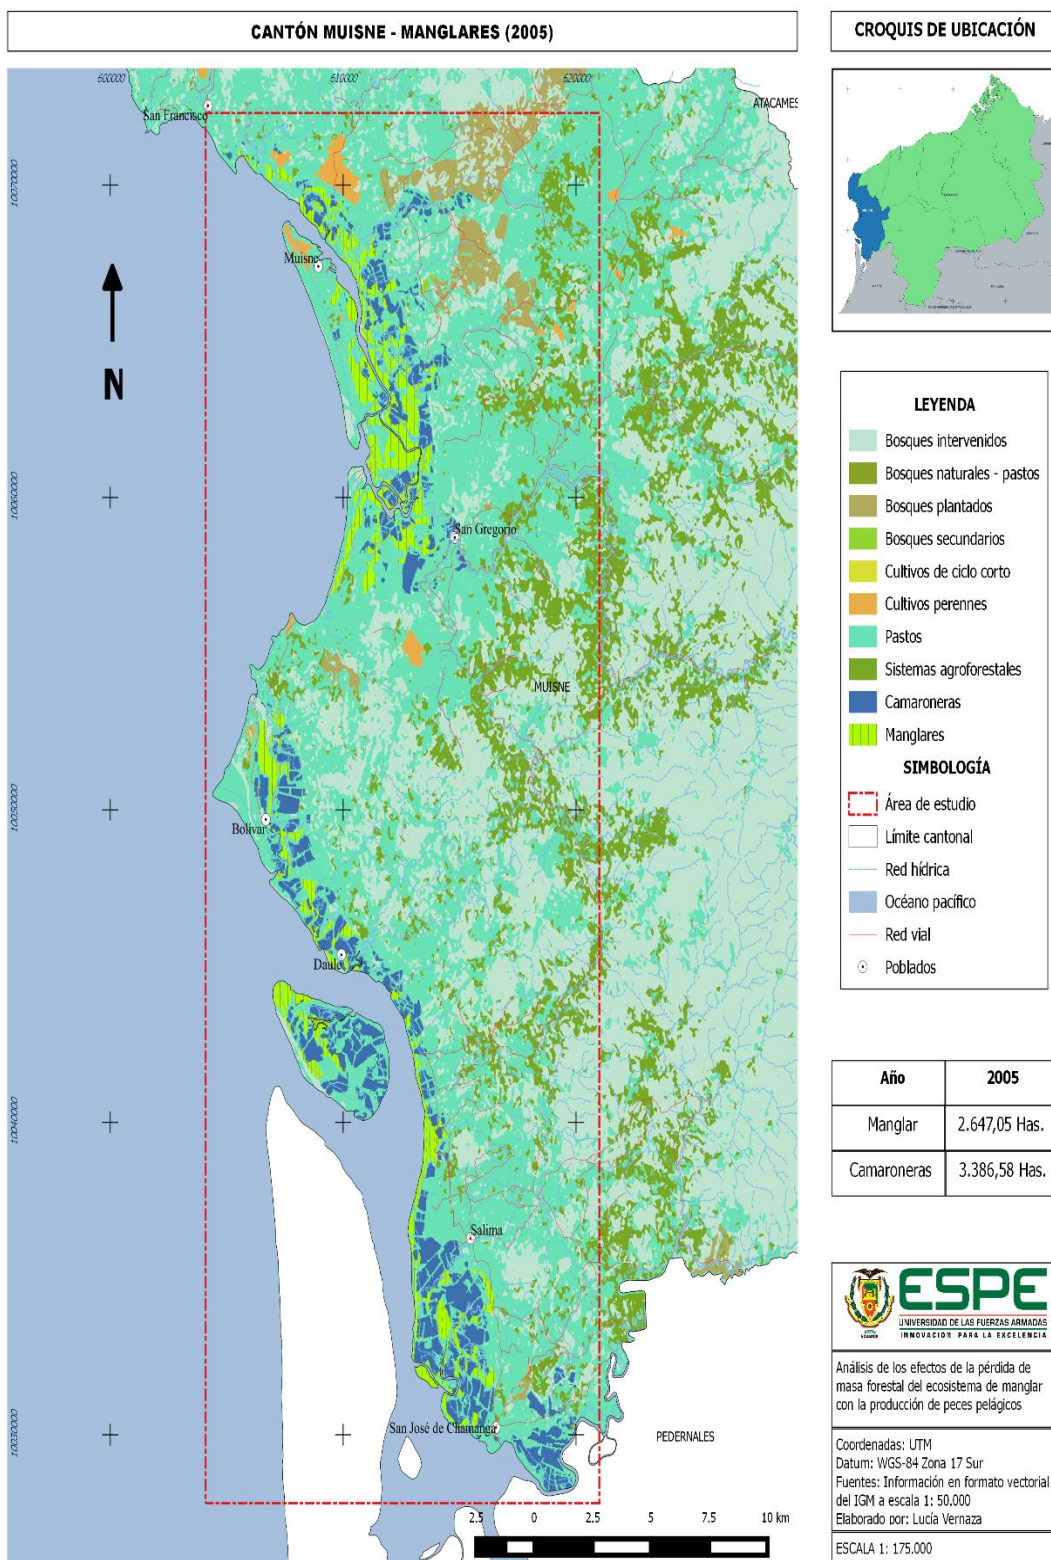 CANTÓN MUISNE - MANGLARES (2005)
CROQUIS DE UBICACIÓN
600000
610000
620000
ATACAMES
San Francisco
10070000
Muisne
N
10060000
San Gregorio
MUISNE
10050000
Bolívar
Daule
10040000
Salima
San José de Chamanga
10030000
PEDERNALES
2.5 0 2.5 5 7.5 10 km
LEYENDA
Bosques intervenidos
Bosques naturales - pastos
Bosques plantados
Bosques secundarios
Cultivos de ciclo corto
Cultivos perennes
Pastos
Sistemas agroforestales
Camaroneras
Manglares
SIMBOLOGÍA
Área de estudio
Límite cantonal
Red hídrica
Océano pacífico
Red vial
Poblados
Año 2005
Manglar 2.647,05 Has.
Camaroneras 3.386,58 Has.
ESPE
UNIVERSIDAD DE LAS FUERZAS ARMADAS
INNOVACIÓN PARA LA EXCELENCIA
Análisis de los efectos de la pérdida de
masa forestal del ecosistema de manglar
con la producción de peces pelágicos
Coordenadas: UTM
Datum: WGS-84 Zona 17 Sur
Fuentes: Información en formato vectorial
del IGM a escala 1: 50.000
Elaborado por: Lucía Vernaza
ESCALA 1: 175.000